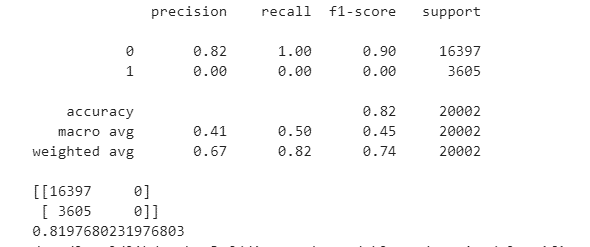 precision recall f1-score support
0 0.82 1.00 0.90 16397
1 0.00 0.00 0.00 3605
accuracy 0.82 20002
macro avg 0.41 0.50 0.45 20002
weighted avg 0.67 0.82 0.74 20002
[[16397 0]
[ 3605 0]]
0.8197680231976803